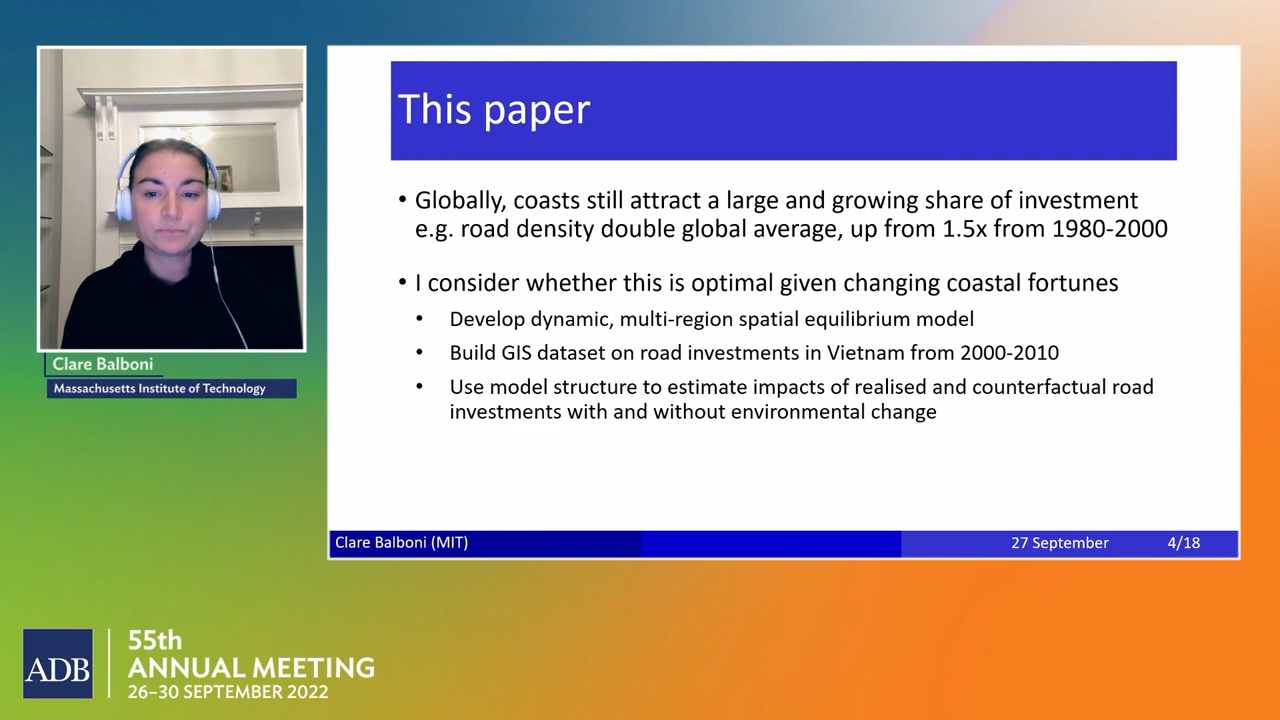 This paper
• Globally, coasts still attract a large and growing share of investment
e.g. road density double global average, up from 1.5x from 1980-2000
• I consider whether this is optimal given changing coastal fortunes
• Develop dynamic, multi-region spatial equilibrium model
• Build GIS dataset on road investments in Vietnam from 2000-2010
• Use model structure to estimate impacts of realised and counterfactual road
investments with and without environmental change
Clare Balboni (MIT) 27 September 4/18
Clare Balboni
Massachusetts Institute of Technology
ADB
55th
ANNUAL MEETING
26–30 SEPTEMBER 2022